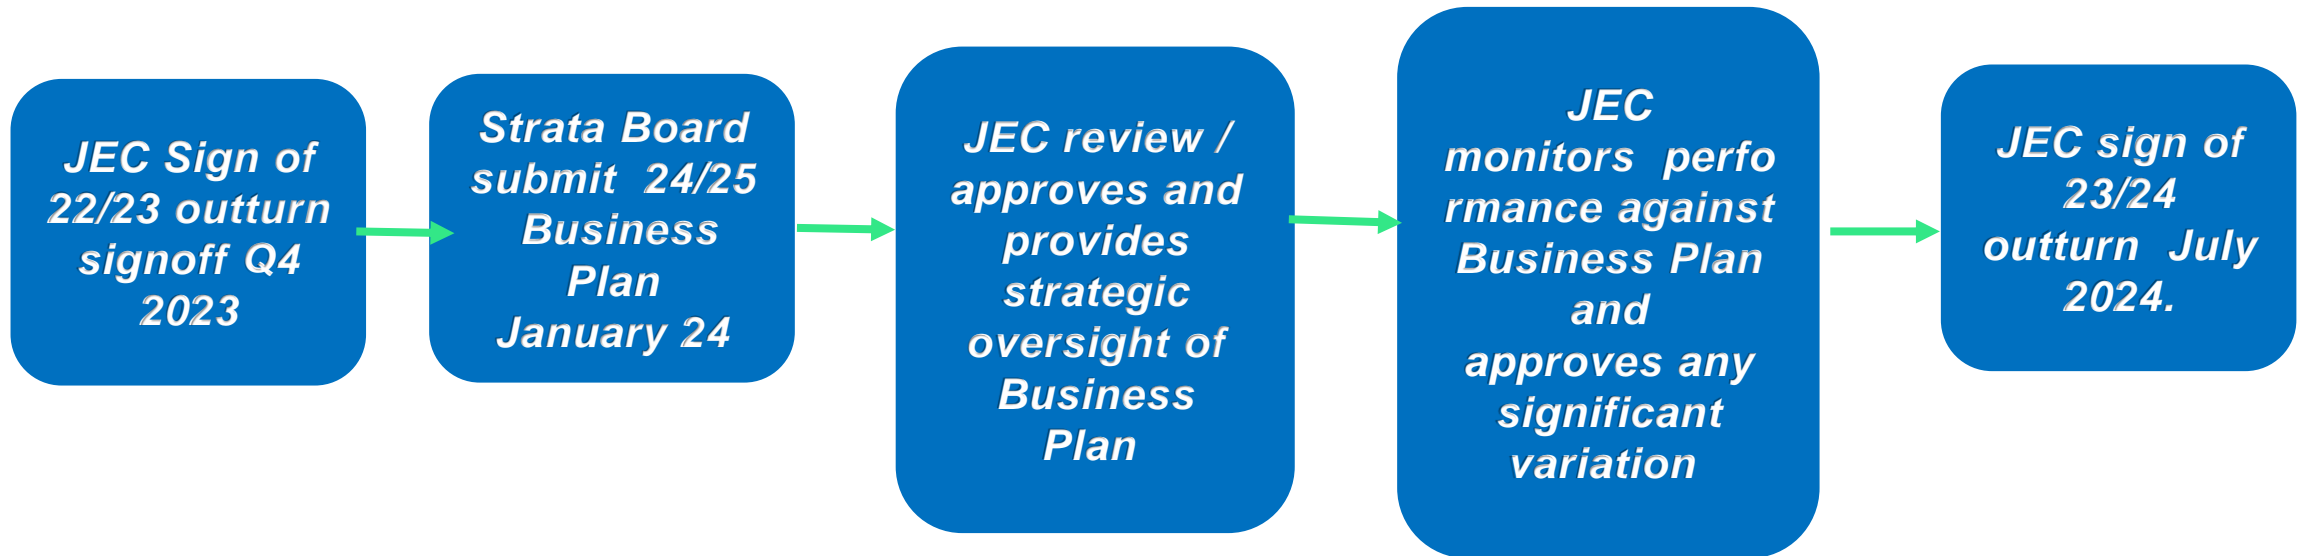 JEC Sign of
22/23 outturn
signoff Q4
2023
Strata Board
submit 24/25
Business
Plan
January 24
JEC review /
approves and
provides
strategic
oversight of
Business
Plan
JEC
monitors perfo
rmance against
Business Plan
and
approves any
significant
variation
JEC sign of
23/24
outturn July
2024.